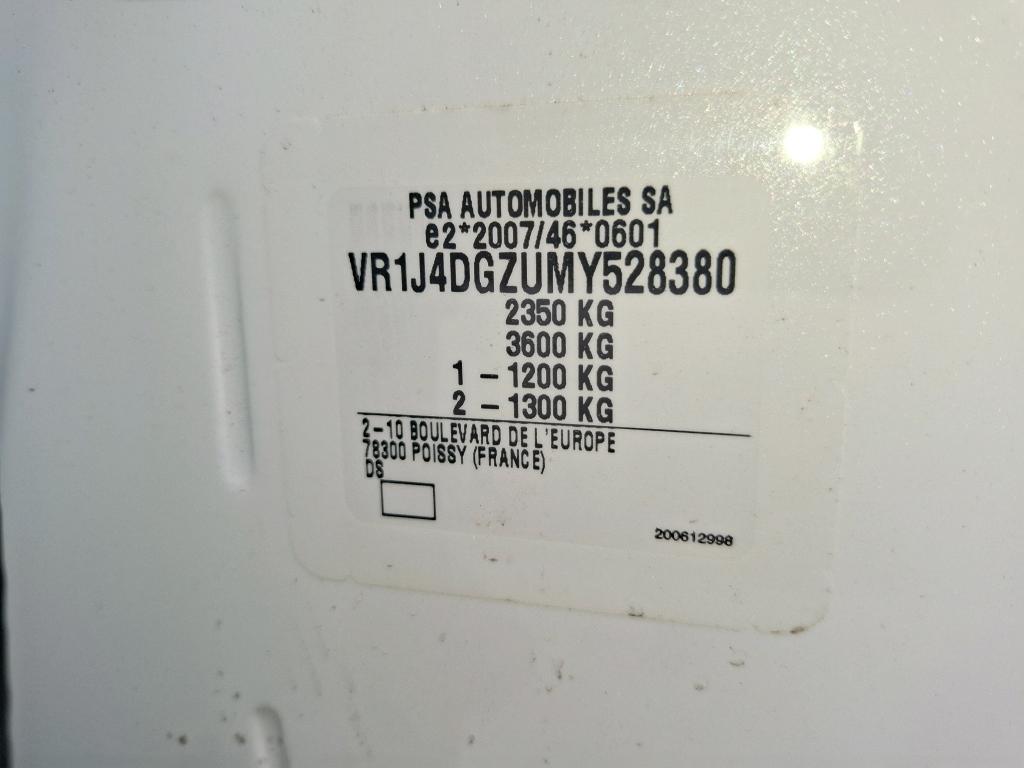 PSA AUTOMOBILES SA
e2*2007/46*0601
VR1J4DGZUMY528380
2350 KG
3600 KG
1 - 1200 KG
2 - 1300 KG
2-10 BOULEVARD DE L'EUROPE
78300 POISSY (FRANCE)
DS
200612998